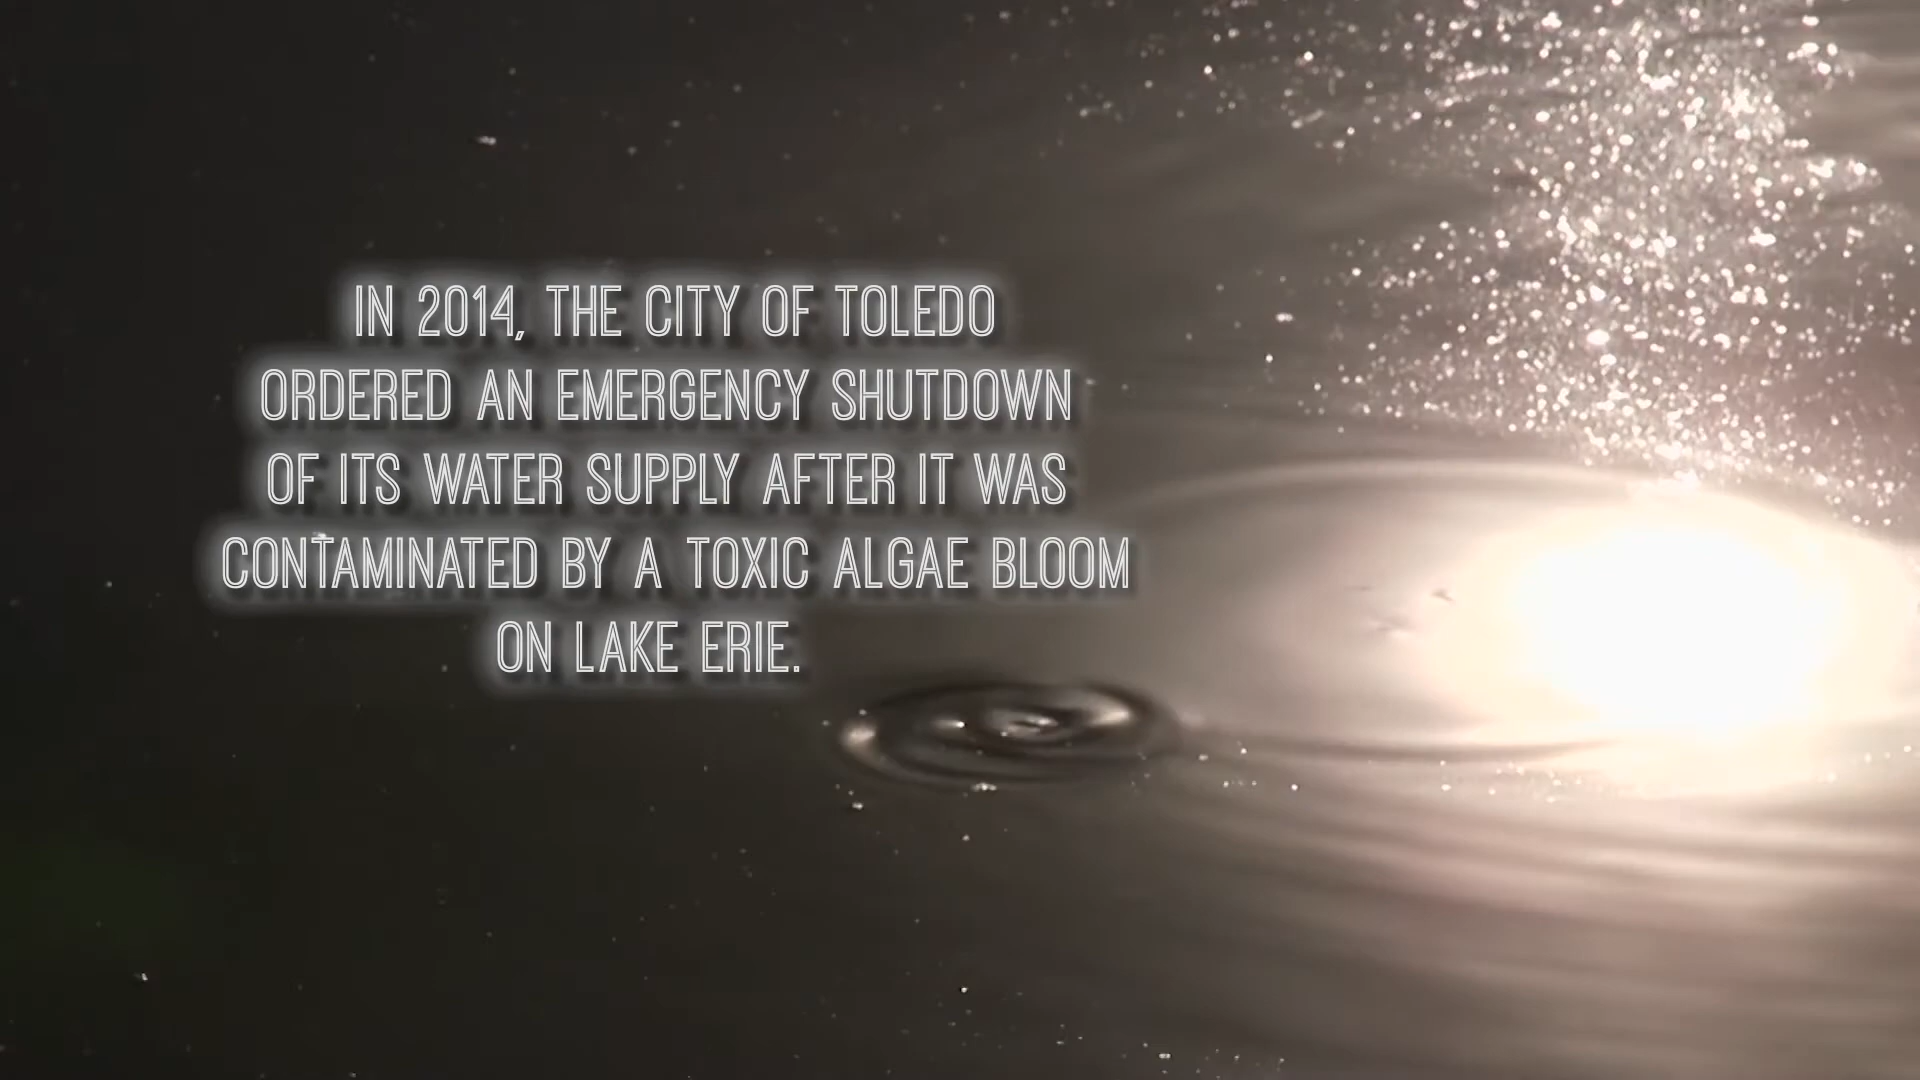 IN 2014, THE CITY OF TOLEDO
ORDERED AN EMERGENCY SHUTDOWN
OF ITS WATER SUPPLY AFTER IT WAS
CONTAMINATED BY A TOXIC ALGAE BLOOM
ON LAKE ERIE.